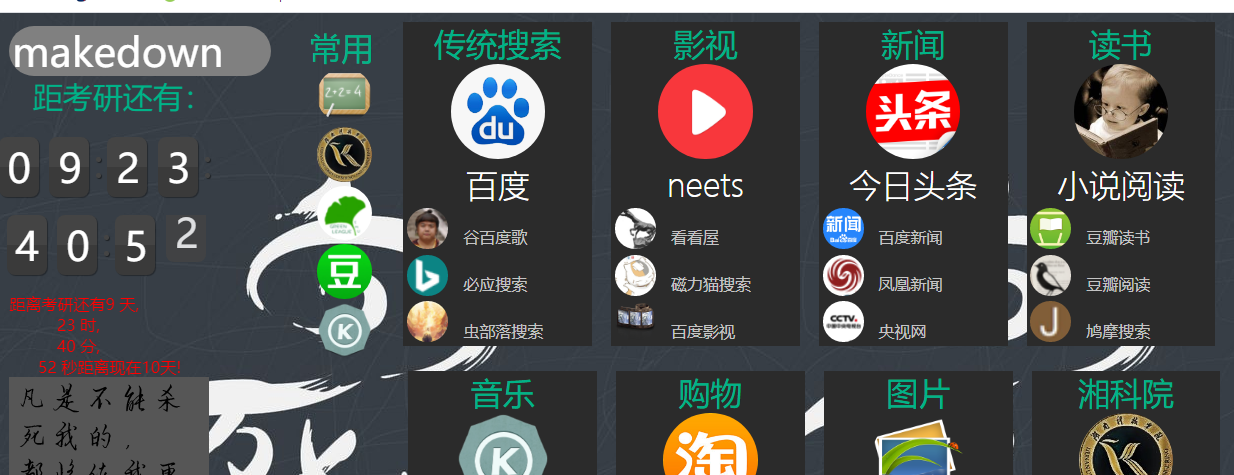 makedown
距考研还有:
0 9 : 2 3 :
4 0 : 5 2
距离考研还有9 天,
23 时,
40 分,
52 秒距离现在10天!
凡是不能杀
死我的，
常用
2+2=4
K
GREEN LEAGUE
豆
K
传统搜索
du
百度
谷百度歌
必应搜索
虫部落搜索
影视
neets
看看屋
磁力猫搜索
百度影视
新闻
头条
今日头条
新闻
百度新闻
凤凰新闻
CCTV.
央视网
读书
小说阅读
豆瓣读书
豆瓣阅读
J
鸠摩搜索
音乐
K
购物
淘
图片
湘科院